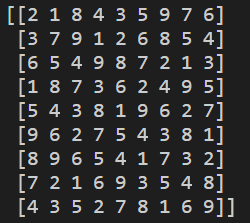 [[2 1 8 4 3 5 9 7 6]
[3 7 9 1 2 6 8 5 4]
[6 5 4 9 8 7 2 1 3]
[1 8 7 3 6 2 4 9 5]
[5 4 3 8 1 9 6 2 7]
[9 6 2 7 5 4 3 8 1]
[8 9 6 5 4 1 7 3 2]
[7 2 1 6 9 3 5 4 8]
[4 3 5 2 7 8 1 6 9]]